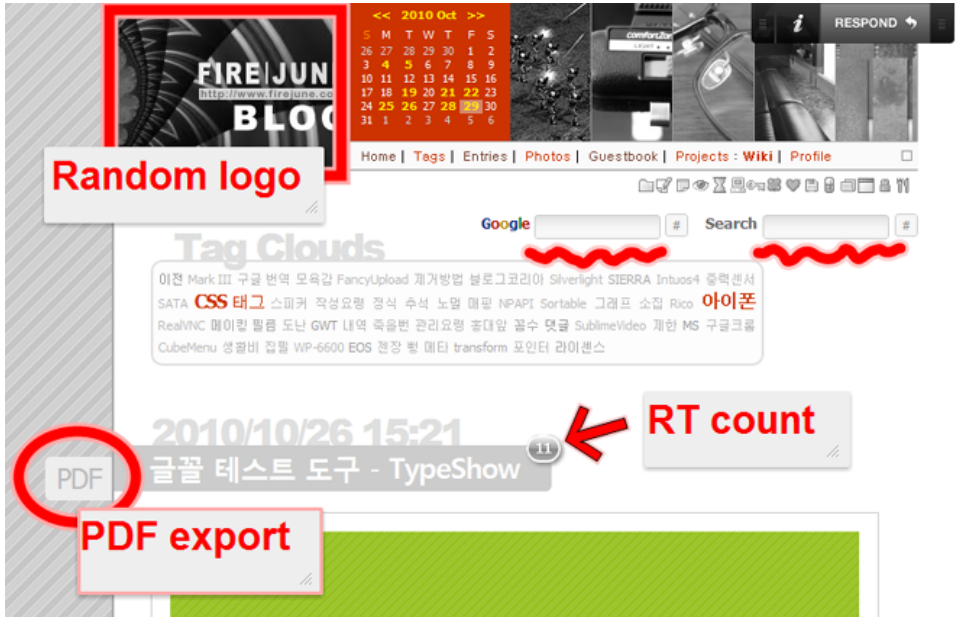 << 2010 Oct >>
S M T W T F S
26 27 28 29 30 1 2
3 4 5 6 7 8 9
10 11 12 13 14 15 16
17 18 19 20 21 22 23
24 25 26 27 28 29 30
31 1 2 3 4 5 6
comfortZon
i RESPOND
FIRE|JUN
http://www.firejune.co
BLOG
Random logo
Home | Tags | Entries | Photos | Guestbook | Projects : Wiki | Profile
Google # Search #
Tag Clouds
이전 Mark III 구글 번역 모욕감 FancyUpload 제거방법 블로그코리아 Silverlight SIERRA Intuos4 중력센서
SATA CSS 태그 스피커 작성요령 정식 추석 노멀 매핑 NPAPI Sortable 그래프 소집 Rico 아이폰
RealVNC 메이킹 필름 도난 GWT 내역 죽을번 관리요령 홍대앞 꼼수 댓글 SublimeVideo 제한 MS 구글크롬
CubeMenu 생활비 집필 WP-6600 EOS 젠장 삥 메타 transform 포인터 라이센스
2010/10/26 15:21
11
RT count
글꼴 테스트 도구 - TypeShow
PDF
PDF export